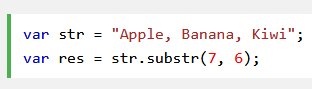 var str = "Apple, Banana, Kiwi";
var res = str.substr(7, 6);